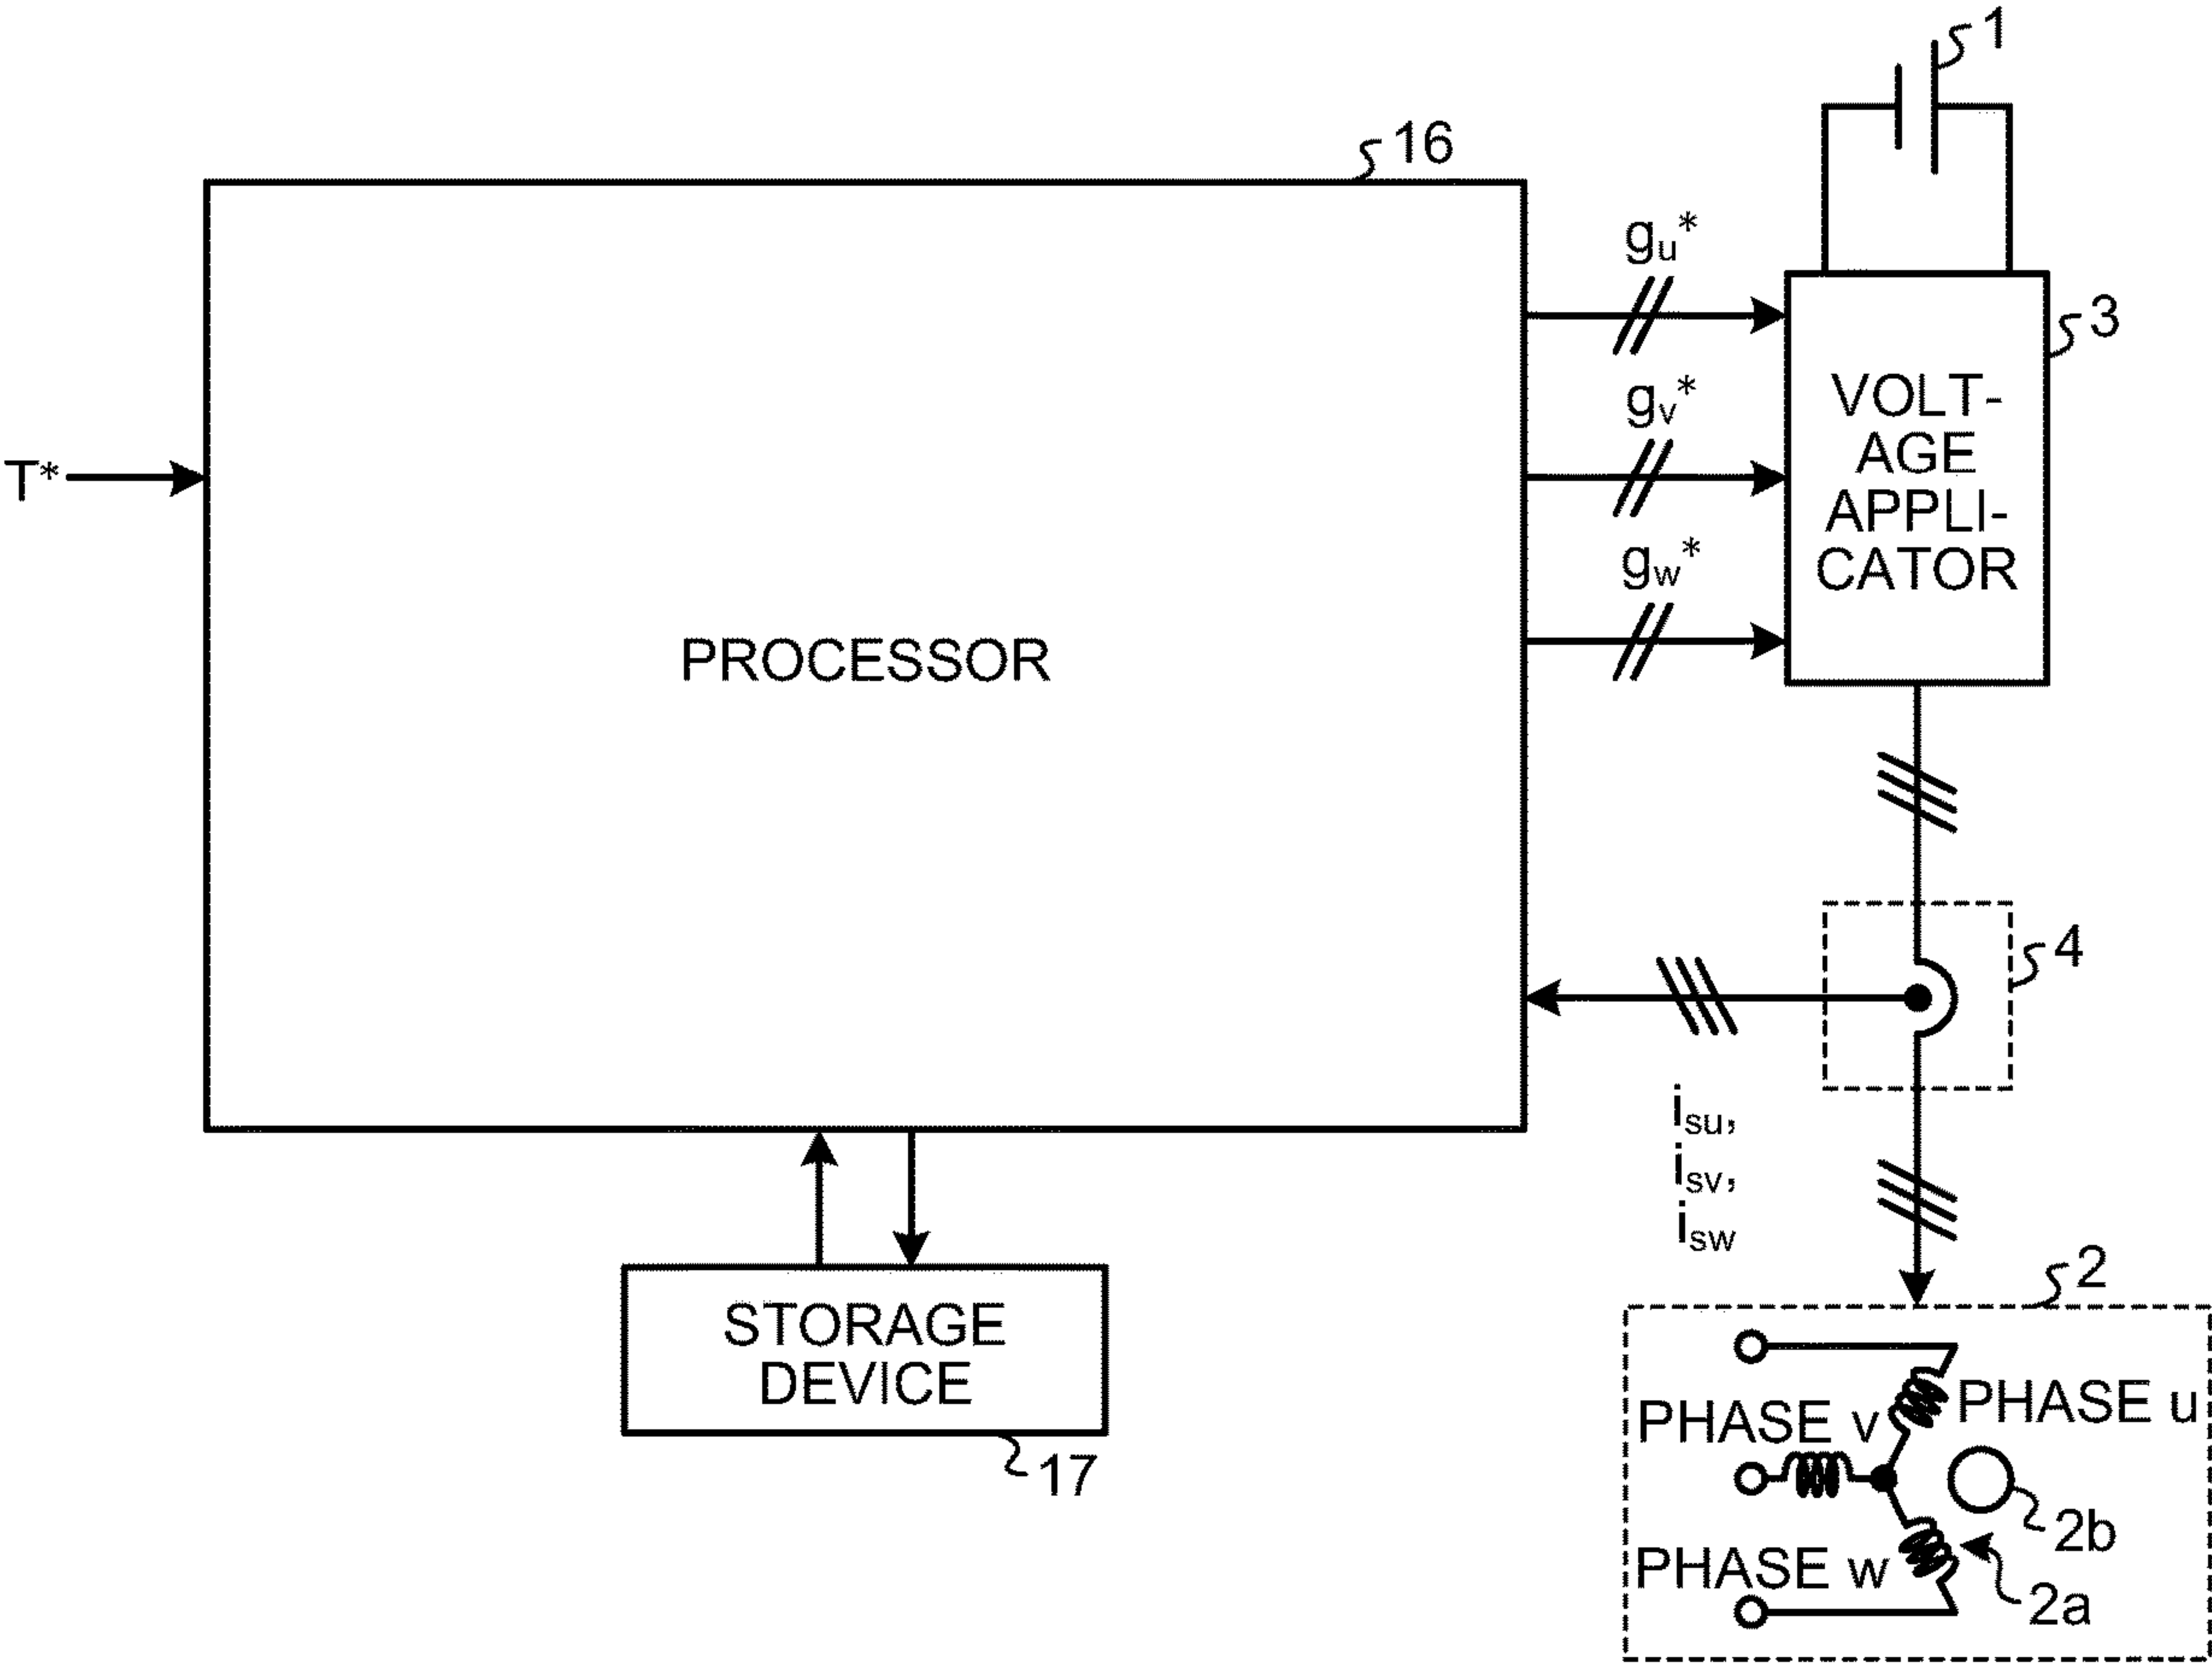 1
16
gu*
3
VOLT-
AGE
APPLI-
CATOR
gv*
T*
gw*
PROCESSOR
4
isu,
isv,
isw
2
STORAGE
DEVICE
17
PHASE u
PHASE v
2b
PHASE w
2a